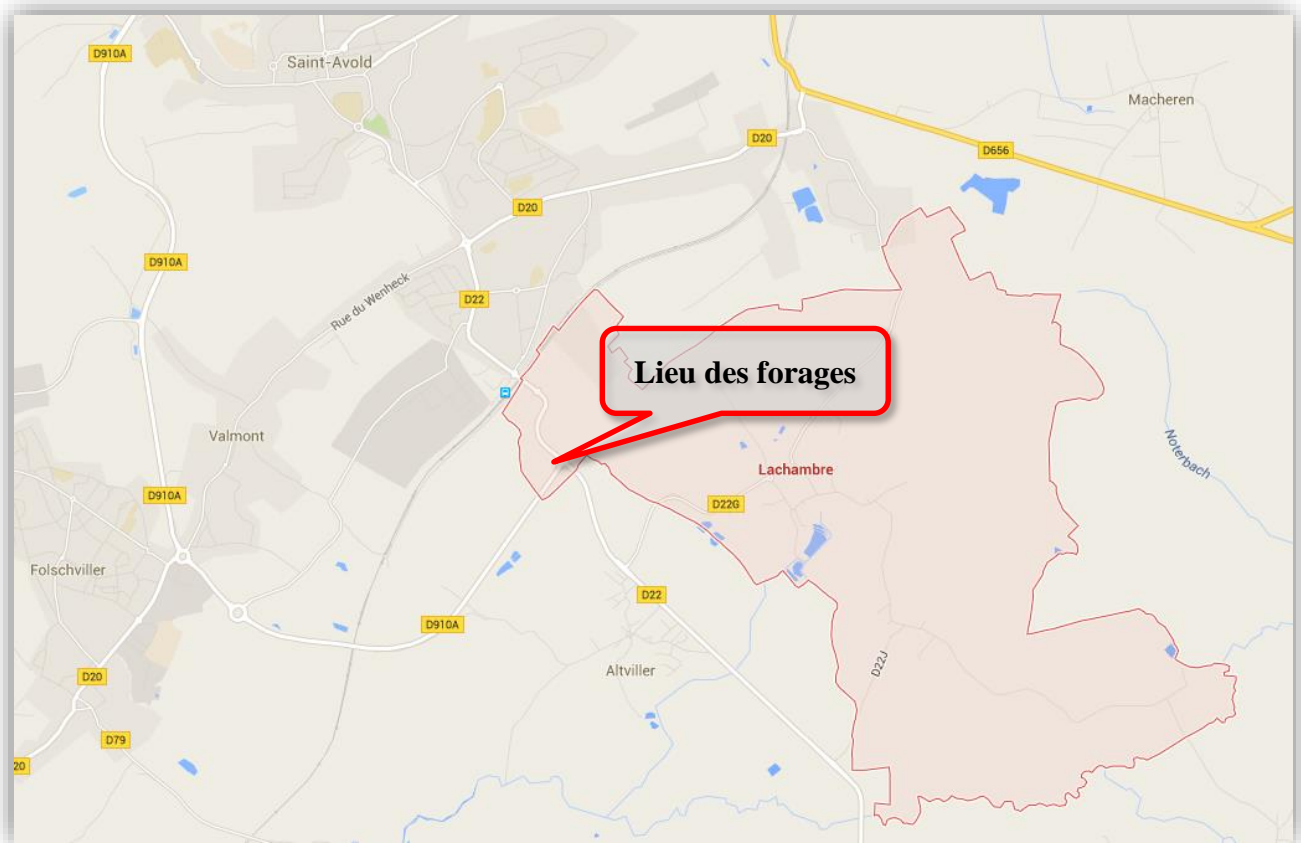 D910A
Saint-Avold
Macheren
D20
D656
D20
D910A
Rue du Wenheck
D22
Lieu des forages
Valmont
Noterbach
Lachambre
D910A
D22G
Folschviller
D22
D910A
Altviller
D22J
D20
D79
20